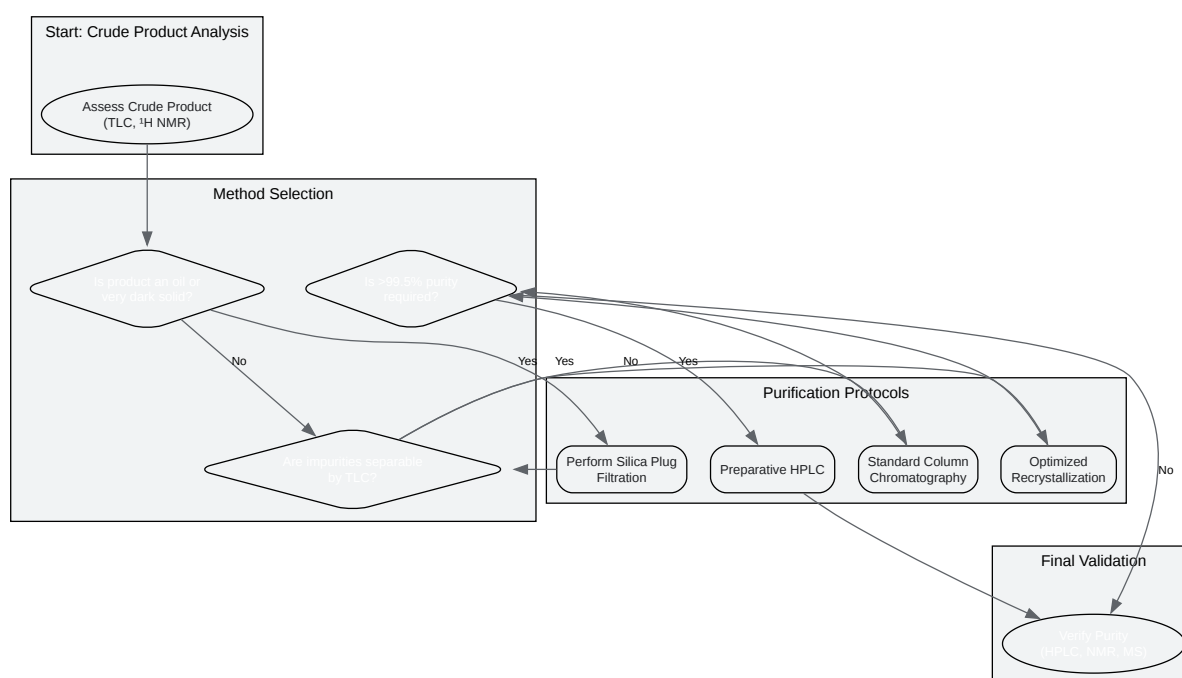 Start: Crude Product Analysis
Assess Crude Product
(TLC, ¹H NMR)
Method Selection
Is product an oil or
very dark solid?
Is >99.5% purity
required?
No
Yes
Yes
No
Yes
Purification Protocols
Are impurities separable
by TLC?
Perform Silica Plug
Filtration
Preparative HPLC
Standard Column
Chromatography
Optimized
Recrystallization
No
Final Validation
Verify Purity
(HPLC, NMR, MS)